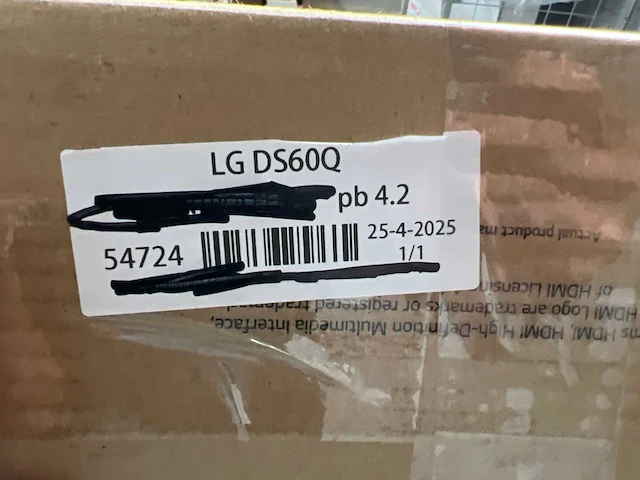 LG DS60Q
pb 4.2
54724
25-4-2025
1/1
Actual product ma
ms HDMI, HDMI High-Definition Multimedia Interface,
HDMI Logo are trademarks or registered trademar
of HDMI Licensin